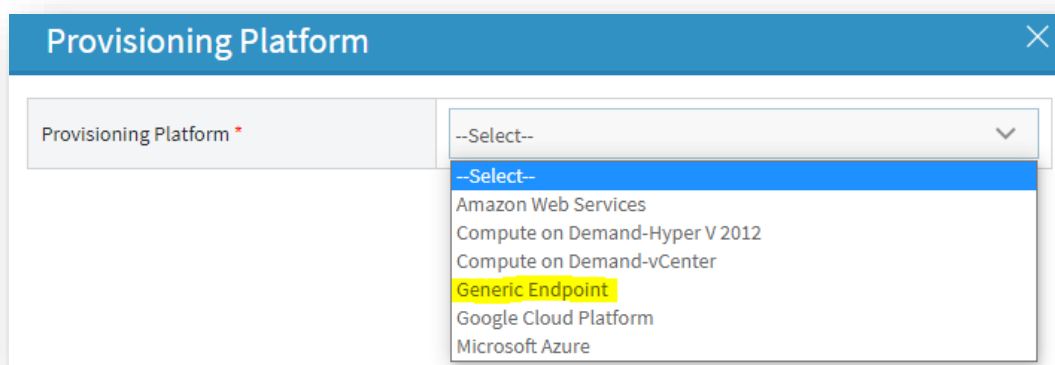 Provisioning Platform
Provisioning Platform *
--Select--
--Select--
Amazon Web Services
Compute on Demand-Hyper V 2012
Compute on Demand-vCenter
Generic Endpoint
Google Cloud Platform
Microsoft Azure